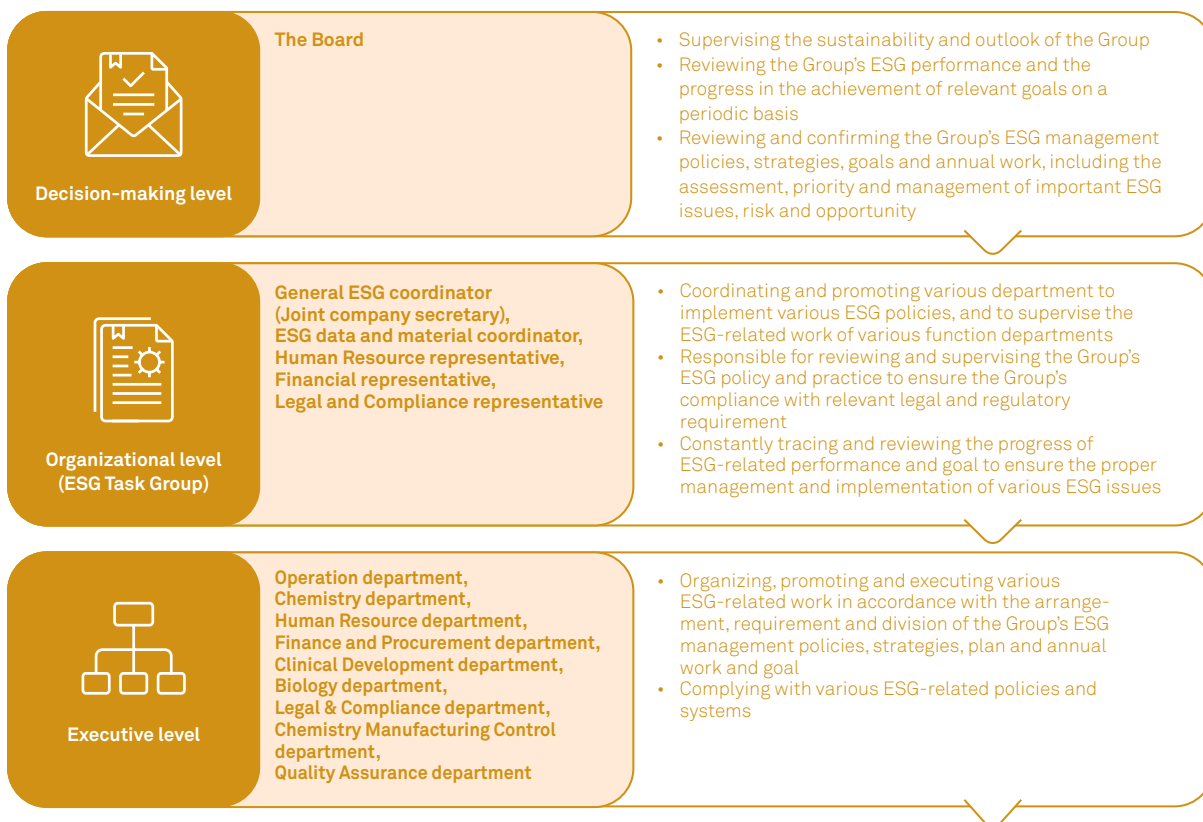 Decision-making level
The Board
• Supervising the sustainability and outlook of the Group
• Reviewing the Group's ESG performance and the
progress in the achievement of relevant goals on a
periodic basis
• Reviewing and confirming the Group's ESG management
policies, strategies, goals and annual work, including the
assessment, priority and management of important ESG
issues, risk and opportunity
Organizational level
(ESG Task Group)
General ESG coordinator
(Joint company secretary),
ESG data and material coordinator,
Human Resource representative,
Financial representative,
Legal and Compliance representative
• Coordinating and promoting various department to
implement various ESG policies, and to supervise the
ESG-related work of various function departments
• Responsible for reviewing and supervising the Group's
ESG policy and practice to ensure the Group's
compliance with relevant legal and regulatory
requirement
• Constantly tracing and reviewing the progress of
ESG-related performance and goal to ensure the proper
management and implementation of various ESG issues
Executive level
Operation department,
Chemistry department,
Human Resource department,
Finance and Procurement department,
Clinical Development department,
Biology department,
Legal & Compliance department,
Chemistry Manufacturing Control
department,
Quality Assurance department
• Organizing, promoting and executing various
ESG-related work in accordance with the arrange-
ment, requirement and division of the Group's ESG
management policies, strategies, plan and annual
work and goal
• Complying with various ESG-related policies and
systems